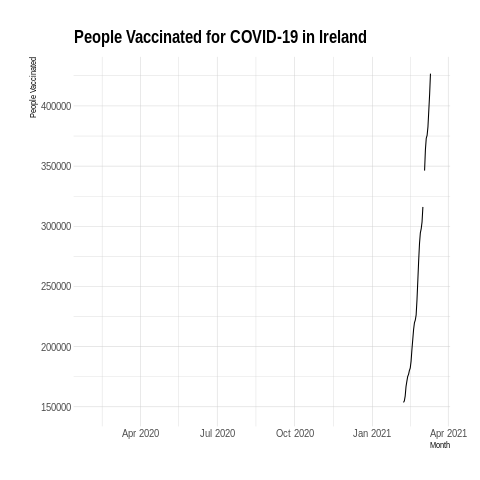 People Vaccinated for COVID-19 in Ireland
People Vaccinated
400000
350000
300000
250000
200000
150000
Apr 2020 Jul 2020 Oct 2020 Jan 2021 Apr 2021
Month